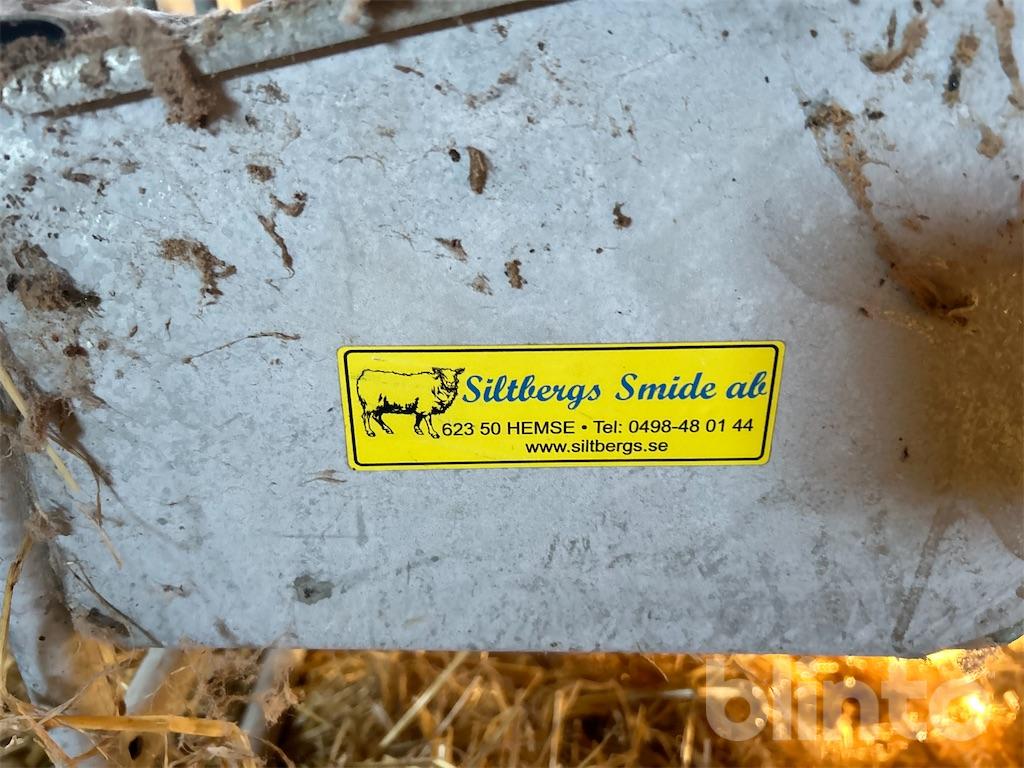 Siltbergs Smide ab
623 50 HEMSE • Tel: 0498-48 01 44
www.siltbergs.se
blinto